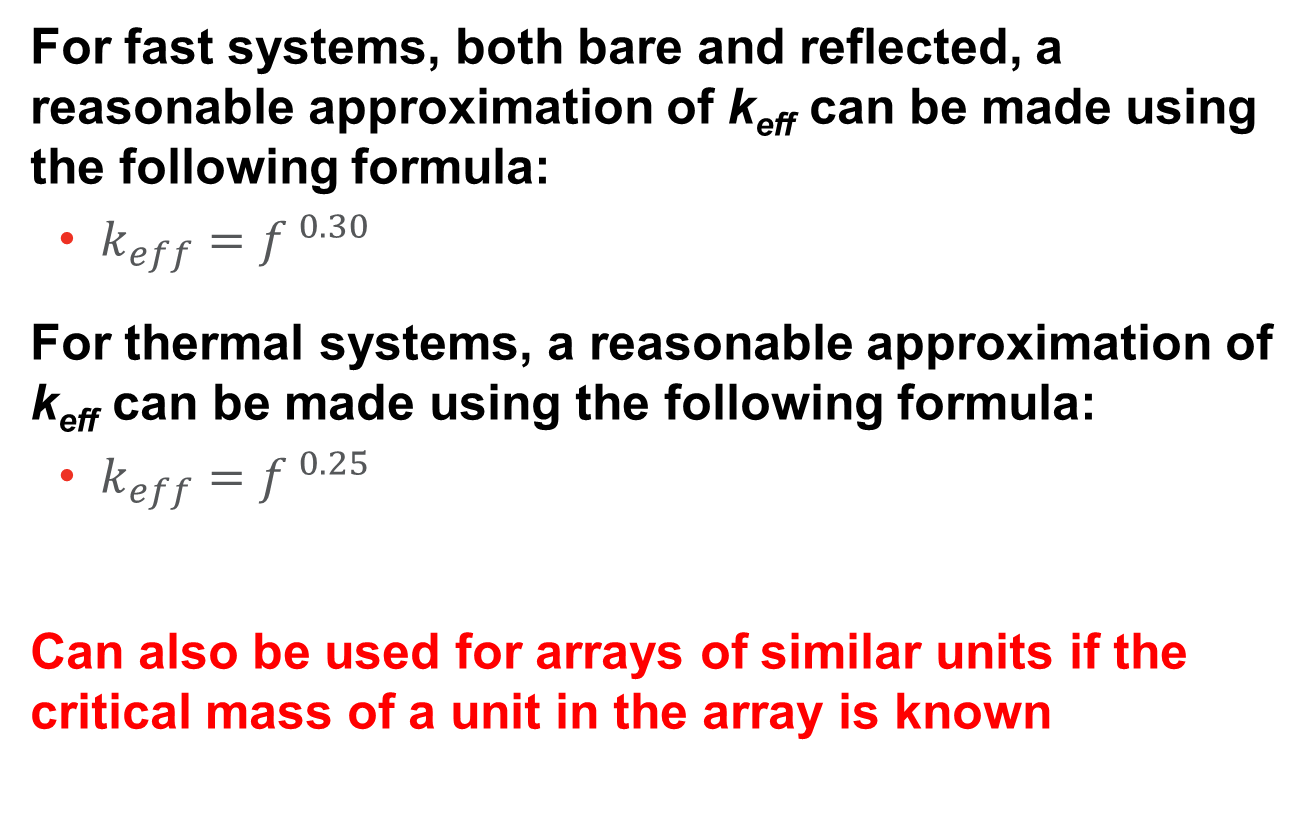 For fast systems, both bare and reflected, a
reasonable approximation of keff can be made using
the following formula:
• keff = f 0.30
For thermal systems, a reasonable approximation of
keff can be made using the following formula:
• keff = f 0.25
Can also be used for arrays of similar units if the
critical mass of a unit in the array is known